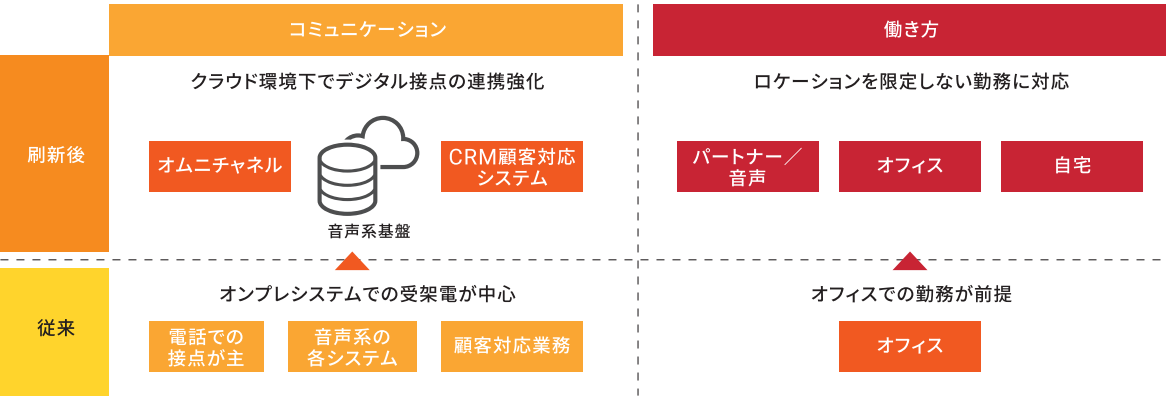 コミュニケーション
働き方
刷新後
クラウド環境下でデジタル接点の連携強化
オムニチャネル
音声系基盤
CRM顧客対応
システム
ロケーションを限定しない勤務に対応
パートナー／
音声
オフィス
自宅
従来
オンプレシステムでの受架電が中心
電話での
接点が主
音声系の
各システム
顧客対応業務
オフィスでの勤務が前提
オフィス